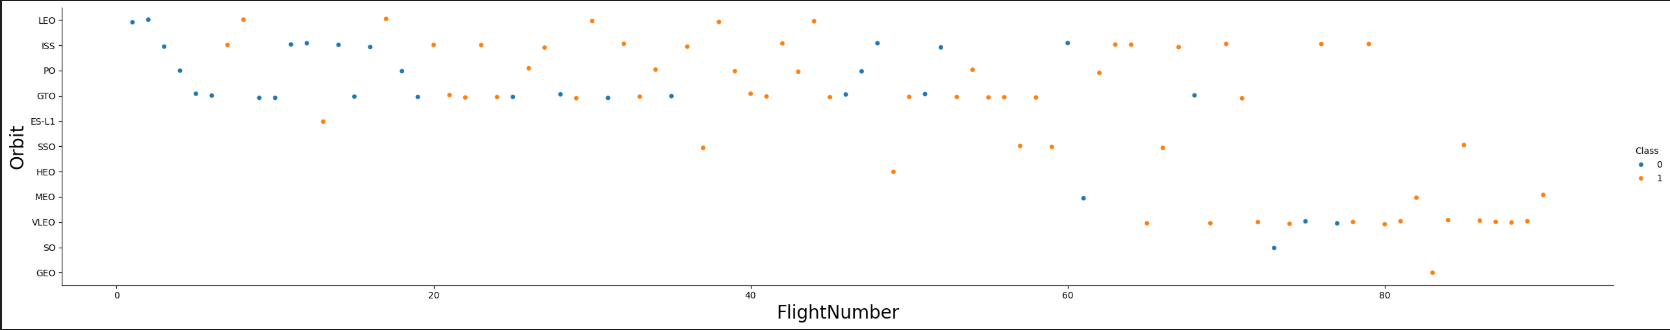 Orbit
LEO
ISS
PO
GTO
ES-L1
SSO
HEO
MEO
VLEO
SO
GEO
0 20 40 60 80
FlightNumber
Class
0
1